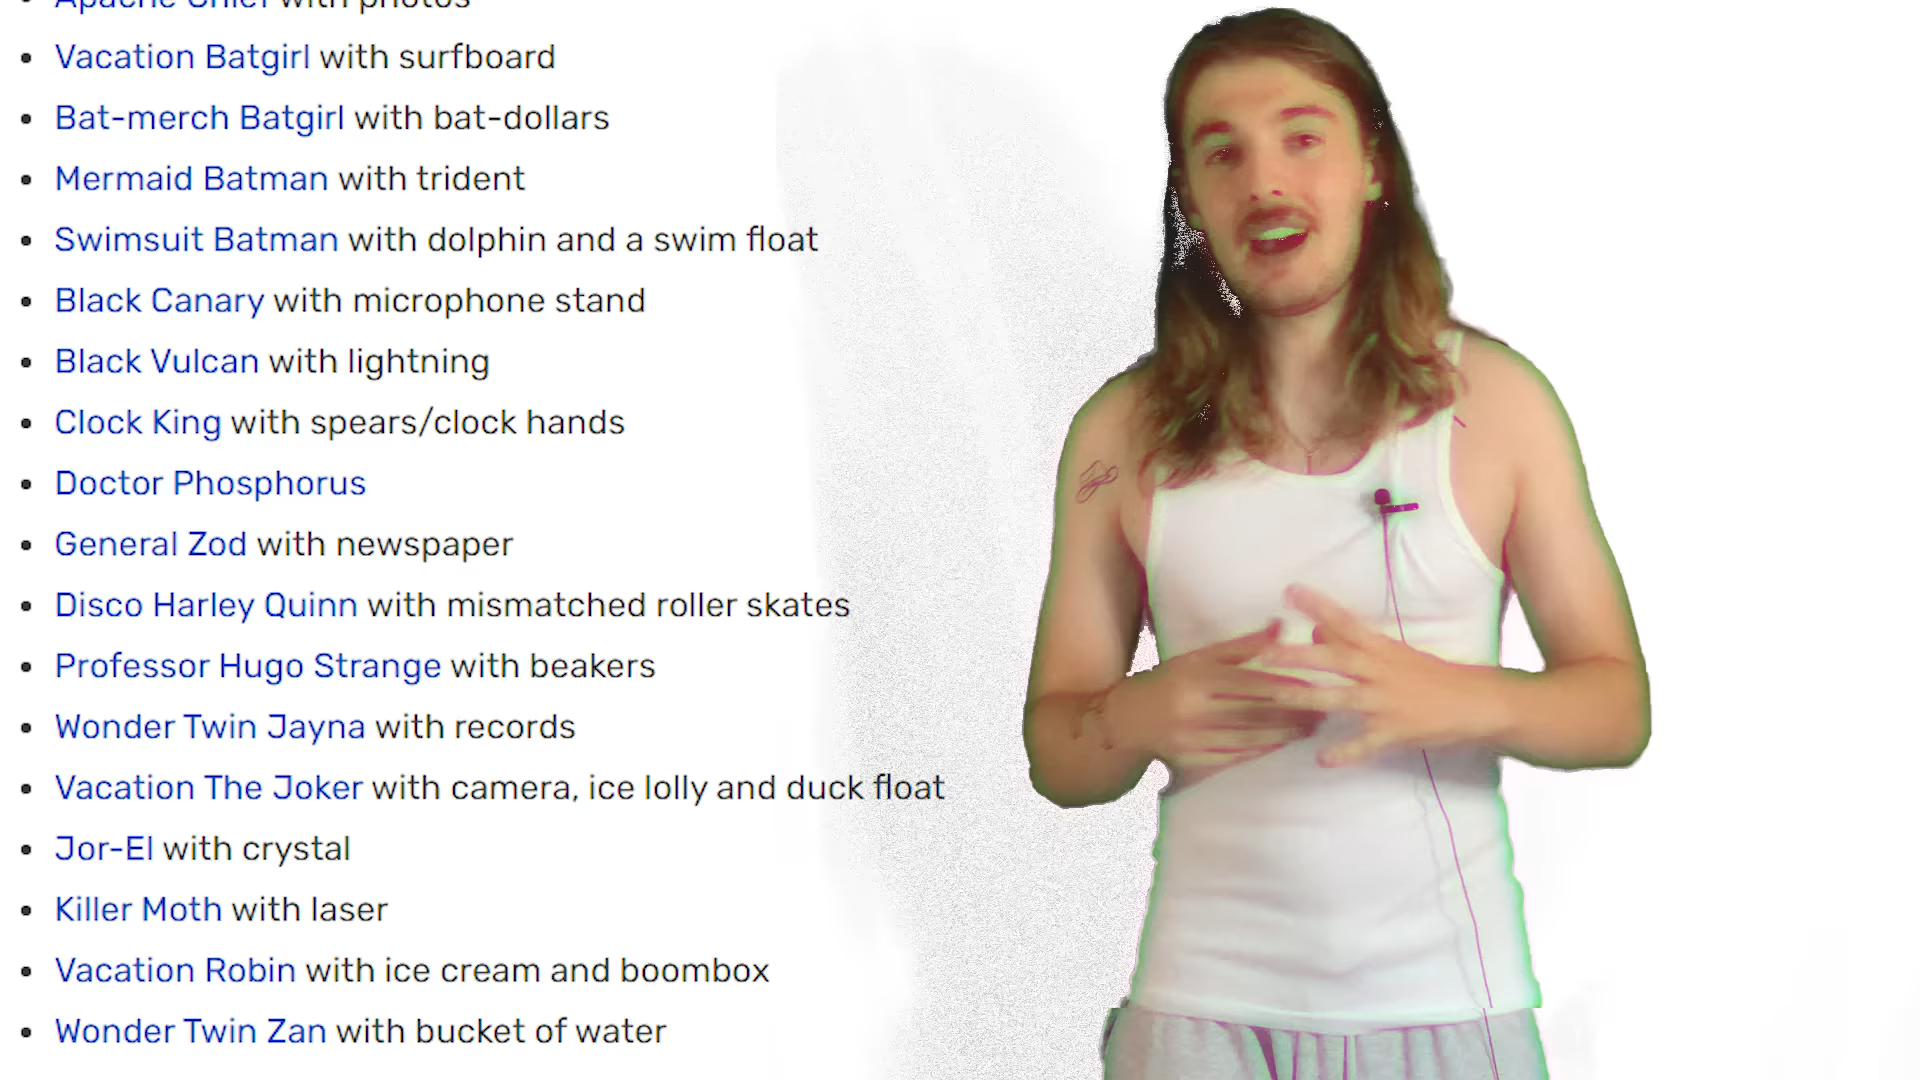 Apache Chief with photos
Vacation Batgirl with surfboard
Bat-merch Batgirl with bat-dollars
Mermaid Batman with trident
Swimsuit Batman with dolphin and a swim float
Black Canary with microphone stand
Black Vulcan with lightning
Clock King with spears/clock hands
Doctor Phosphorus
General Zod with newspaper
Disco Harley Quinn with mismatched roller skates
Professor Hugo Strange with beakers
Wonder Twin Jayna with records
Vacation The Joker with camera, ice lolly and duck float
Jor-El with crystal
Killer Moth with laser
Vacation Robin with ice cream and boombox
Wonder Twin Zan with bucket of water